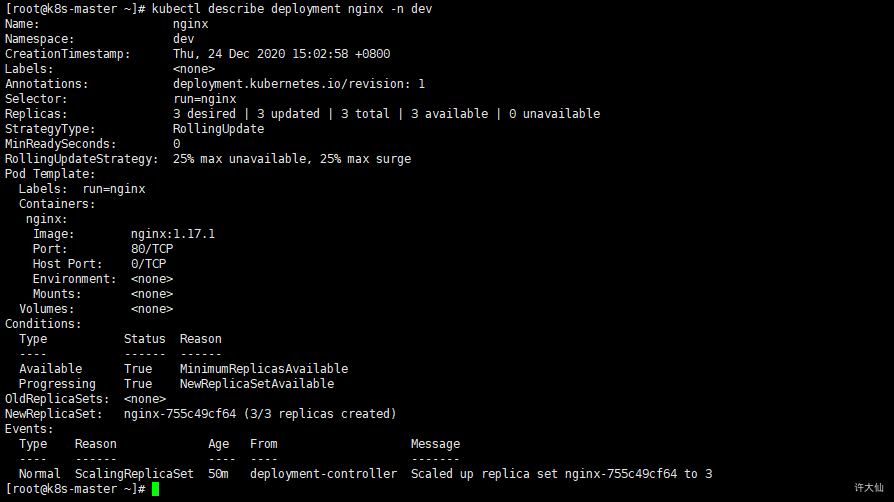 [root@k8s-master ~]# kubectl describe deployment nginx -n dev
Name:                   nginx
Namespace:              dev
CreationTimestamp:      Thu, 24 Dec 2020 15:02:58 +0800
Labels:                 <none>
Annotations:            deployment.kubernetes.io/revision: 1
Selector:               run=nginx
Replicas:               3 desired | 3 updated | 3 total | 3 available | 0 unavailable
StrategyType:           RollingUpdate
MinReadySeconds:        0
RollingUpdateStrategy:  25% max unavailable, 25% max surge
Pod Template:
  Labels:  run=nginx
  Containers:
   nginx:
    Image:        nginx:1.17.1
    Port:         80/TCP
    Host Port:    0/TCP
    Environment:  <none>
    Mounts:       <none>
  Volumes:        <none>
Conditions:
  Type           Status  Reason
  ----           ------  ------
  Available      True    MinimumReplicasAvailable
  Progressing    True    NewReplicaSetAvailable
OldReplicaSets:  <none>
NewReplicaSet:   nginx-755c49cf64 (3/3 replicas created)
Events:
  Type    Reason             Age   From                   Message
  ----    ------             ----  ----                   -------
  Normal  ScalingReplicaSet  50m   deployment-controller  Scaled up replica set nginx-755c49cf64 to 3
[root@k8s-master ~]#
许大仙